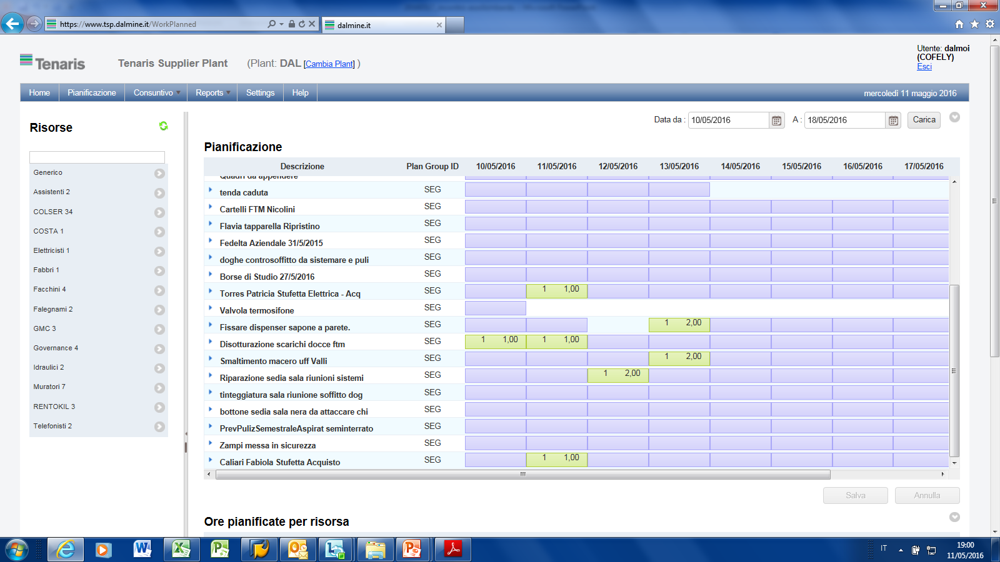 https://www.tsp.dalmine.it/WorkPlanned
dalmine.it
Tenaris
Tenaris Supplier Plant
(Plant: DAL [Cambia Plant] )
Utente: dalmoi
(COFELY)
Esci
Home Pianificazione Consuntivo Reports Settings Help
mercoledì 11 maggio 2016
Risorse
Generico
Assistenti 2
COLSER 34
COSTA 1
Elettricisti 1
Fabbri 1
Facchini 4
Falegnami 2
GMC 3
Governance 4
Idraulici 2
Muratori 7
RENTOKIL 3
Telefonisti 2
Data da : 10/05/2016 A : 18/05/2016 Carica
Pianificazione
Descrizione Plan Group ID 10/05/2016 11/05/2016 12/05/2016 13/05/2016 14/05/2016 15/05/2016 16/05/2016 17/05/2016
Quadri da appendere
tenda caduta SEG
Cartelli FTM Nicolini SEG
Flavia tapparella Ripristino SEG
Fedelta Aziendale 31/5/2015 SEG
doghe controsoffitto da sistemare e puli SEG
Borse di Studio 27/5/2016 SEG
Torres Patricia Stufetta Elettrica - Acq SEG 1 1,00
Valvola termosifone SEG
Fissare dispenser sapone a parete. SEG 1 2,00
Disotturazione scarichi docce ftm SEG 1 1,00 1 1,00
Smaltimento macero uff Valli SEG 1 2,00
Riparazione sedia sala riunioni sistemi SEG 1 2,00
tinteggiatura sala riunione soffitto dog SEG
bottone sedia sala nera da attaccare chi SEG
PrevPulizSemestraleAspirat seminterrato SEG
Zampi messa in sicurezza SEG
Caliari Fabiola Stufetta Acquisto SEG 1 1,00
Salva Annulla
Ore pianificate per risorsa
IT
19:00
11/05/2016